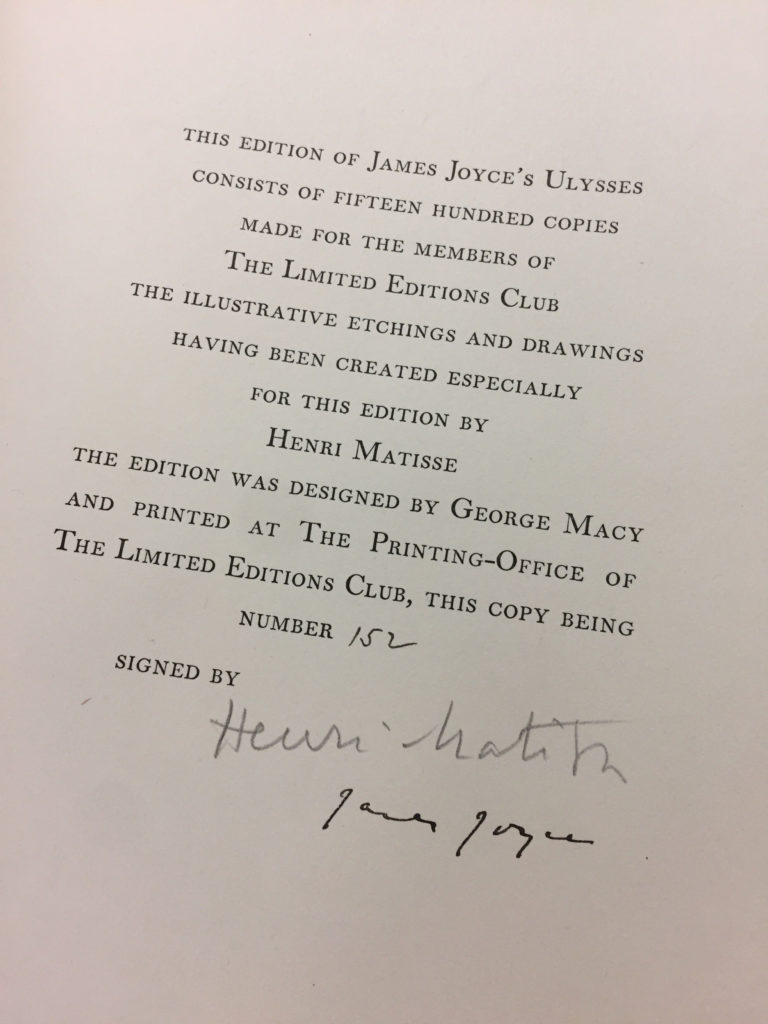 THIS EDITION OF JAMES JOYCE'S ULYSSES
CONSISTS OF FIFTEEN HUNDRED COPIES
MADE FOR THE MEMBERS OF
THE LIMITED EDITIONS CLUB
THE ILLUSTRATIVE ETCHINGS AND DRAWINGS
HAVING BEEN CREATED ESPECIALLY
FOR THIS EDITION BY
HENRI MATISSE
THE EDITION WAS DESIGNED BY GEORGE MACY
AND PRINTED AT THE PRINTING-OFFICE OF
THE LIMITED EDITIONS CLUB, THIS COPY BEING
NUMBER 152
SIGNED BY
Henri Matisse
James Joyce